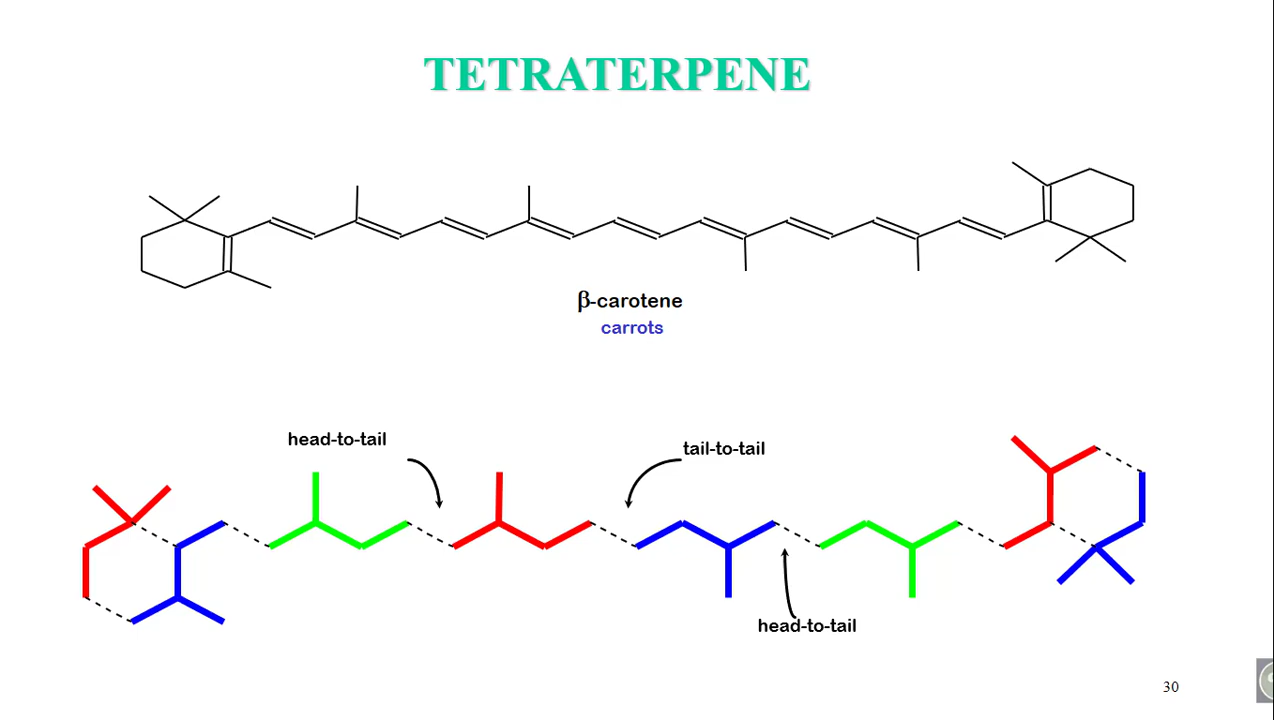 TETRATERPENE
β-carotene
carrots
head-to-tail
tail-to-tail
head-to-tail
30